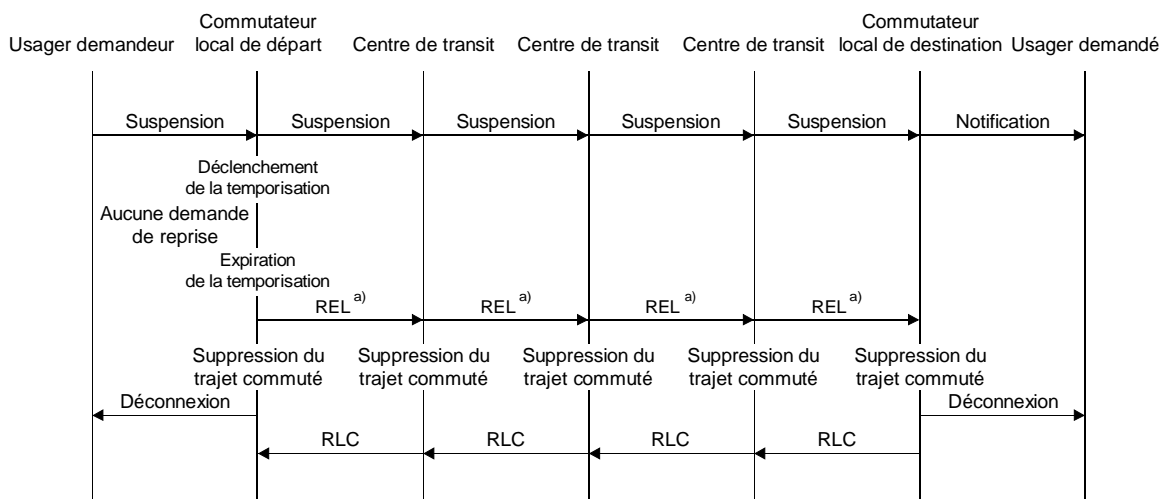 Usager demandeur
Commutateur
local de départ
Centre de transit
Centre de transit
Centre de transit
Commutateur
local de destination
Usager demandé
Suspension
Suspension
Suspension
Suspension
Suspension
Notification
Déclenchement
de la temporisation
Aucune demande
de reprise
Expiration
de la temporisation
REL a)
REL a)
REL a)
REL a)
Suppression du
trajet commuté
Suppression du
trajet commuté
Suppression du
trajet commuté
Suppression du
trajet commuté
Suppression du
trajet commuté
Déconnexion
Déconnexion
RLC
RLC
RLC
RLC